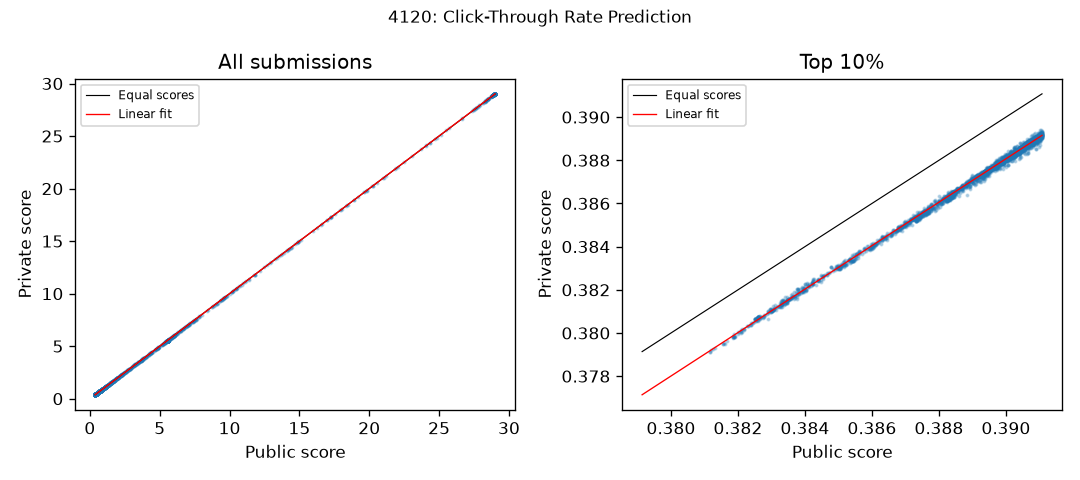 4120: Click-Through Rate Prediction
All submissions
30
25
20
15
10
5
0
0 5 10 15 20 25 30
Private score
Public score
Equal scores
Linear fit
Top 10%
0.390
0.388
0.386
0.384
0.382
0.380
0.378
0.380 0.382 0.384 0.386 0.388 0.390
Private score
Public score
Equal scores
Linear fit